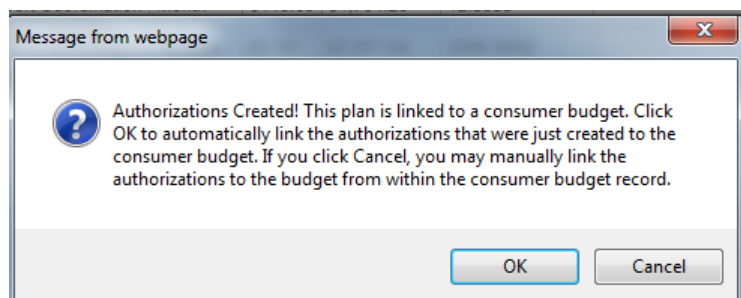 Message from webpage
Authorizations Created! This plan is linked to a consumer budget. Click
OK to automatically link the authorizations that were just created to the
consumer budget. If you click Cancel, you may manually link the
authorizations to the budget from within the consumer budget record.
OK
Cancel